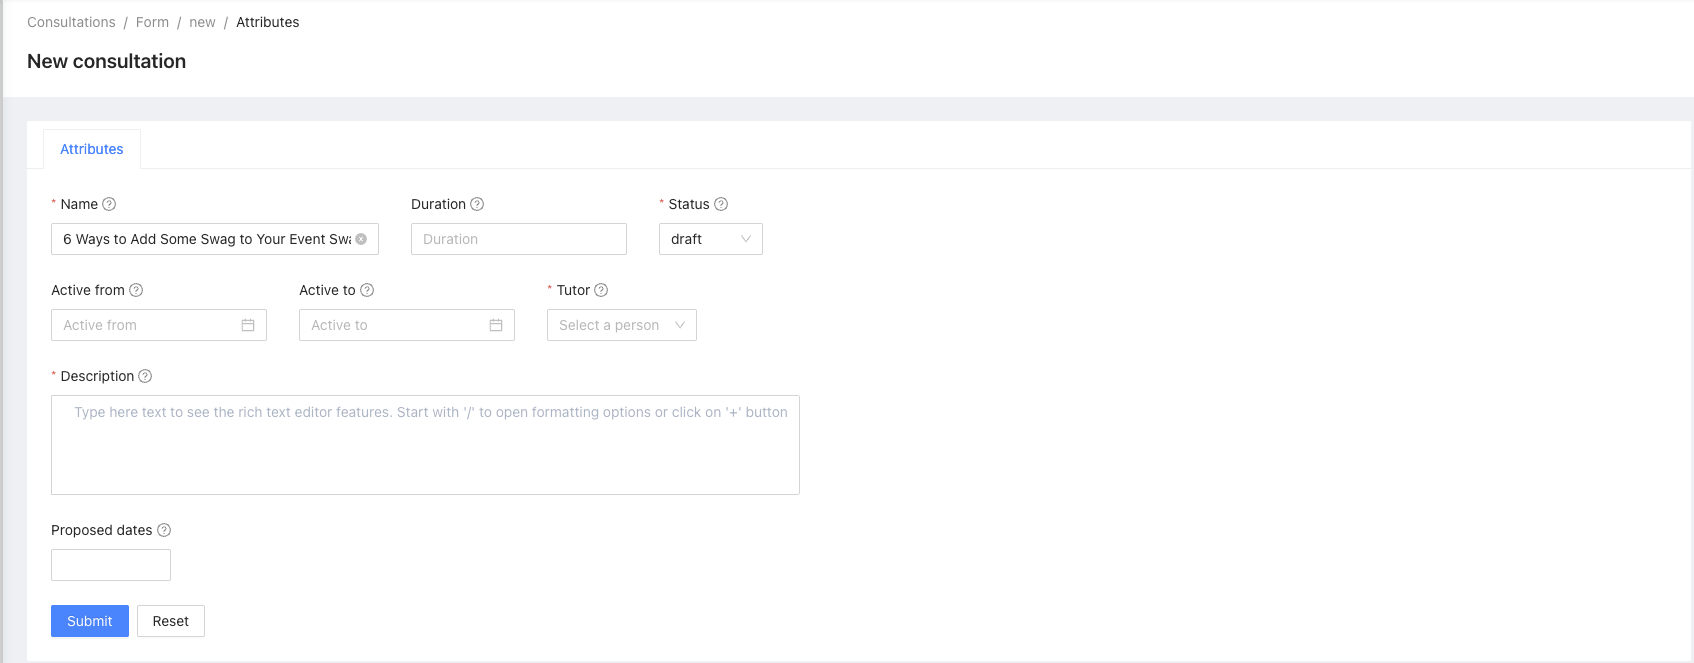 Consultations / Form / new / Attributes
New consultation
Attributes
* Name
Duration
* Status
6 Ways to Add Some Swag to Your Event Swa
Duration
draft
Active from
Active to
* Tutor
Active from
Active to
Select a person
* Description
Type here text to see the rich text editor features. Start with '/' to open formatting options or click on '+' button
Proposed dates
Submit
Reset